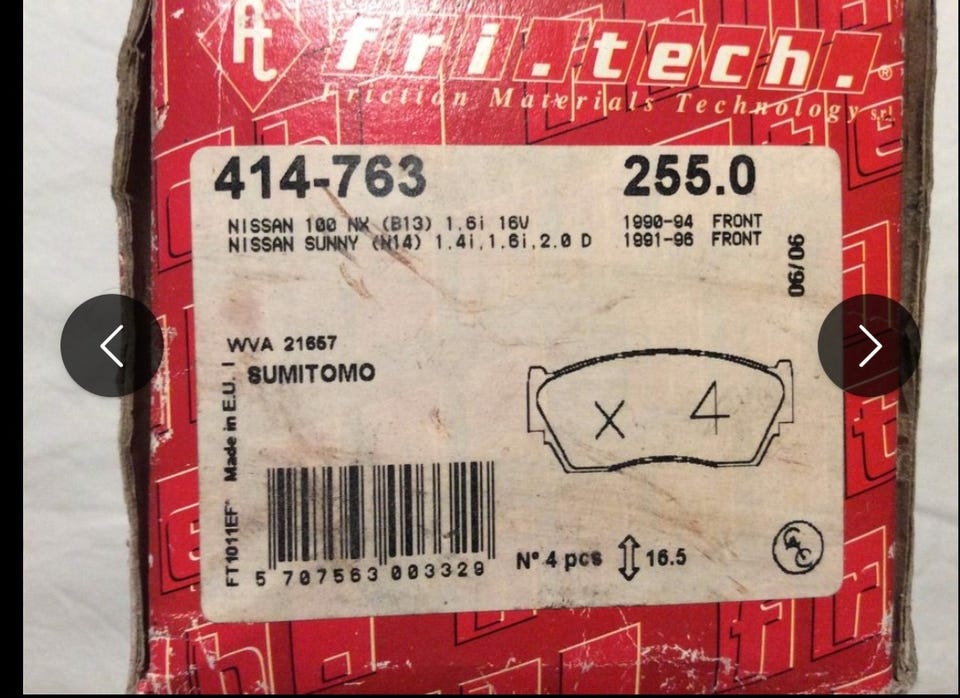 fri.tech.®
Friction Materials Technology s.r.l.
414-763 255.0
NISSAN 100 NX (B13) 1.6i 16V 1990-94 FRONT
NISSAN SUNNY (N14) 1.4i,1.6i,2.0 D 1991-96 FRONT
06/06
WVA 21657
SUMITOMO
x 4
FT1011EF* Made in E.U. I
5 707563 003329
N° 4 pcs 16.5